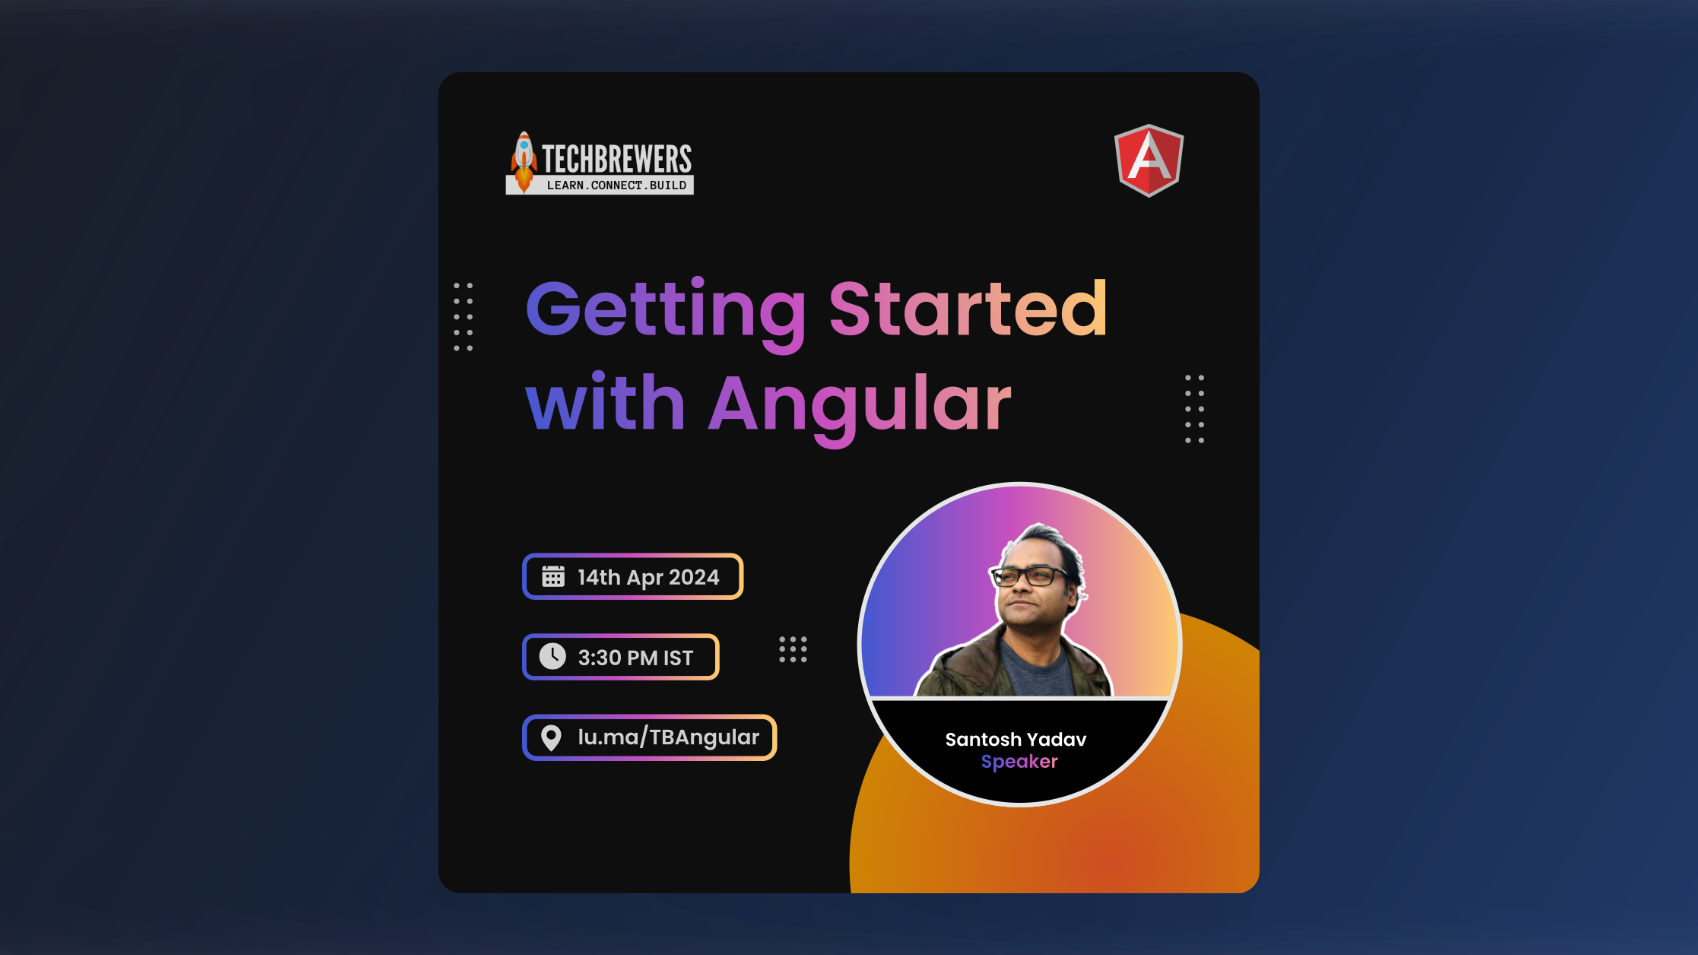 TECHBREWERS
LEARN.CONNECT.BUILD
A
Getting Started
with Angular
14th Apr 2024
3:30 PM IST
lu.ma/TBAngular
Santosh Yadav
Speaker